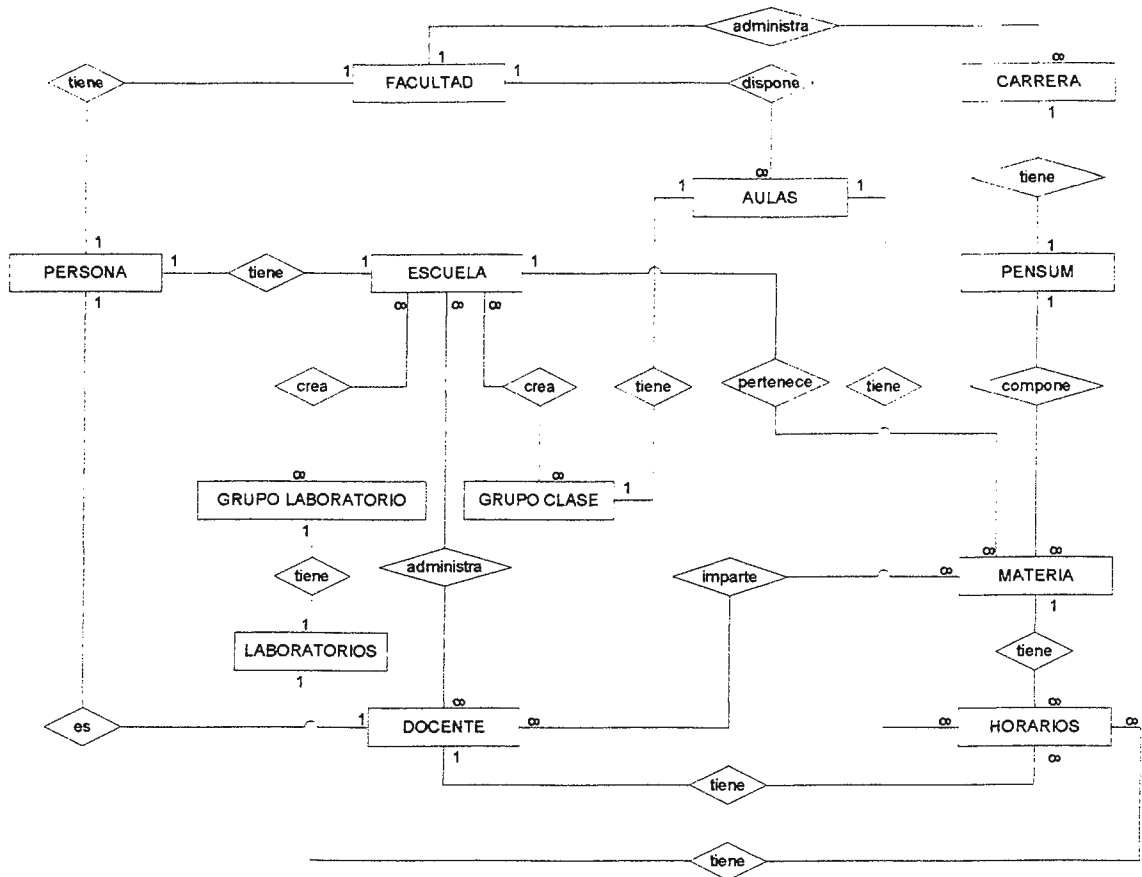 administra
∞
tiene
1
FACULTAD
1
1
dispone
CARRERA
1
∞
1
AULAS
1
tiene
1
1
PERSONA
1
tiene
1
ESCUELA
1
PENSUM
1
1
∞
∞
∞
crea
crea
tiene
pertenece
tiene
compone
∞
∞
GRUPO LABORATORIO
GRUPO CLASE
1
1
∞
∞
tiene
administra
imparte
∞
MATERIA
1
1
LABORATORIOS
tiene
1
∞
∞
es
1
DOCENTE
∞
∞
HORARIOS
∞
1
∞
tiene
tiene